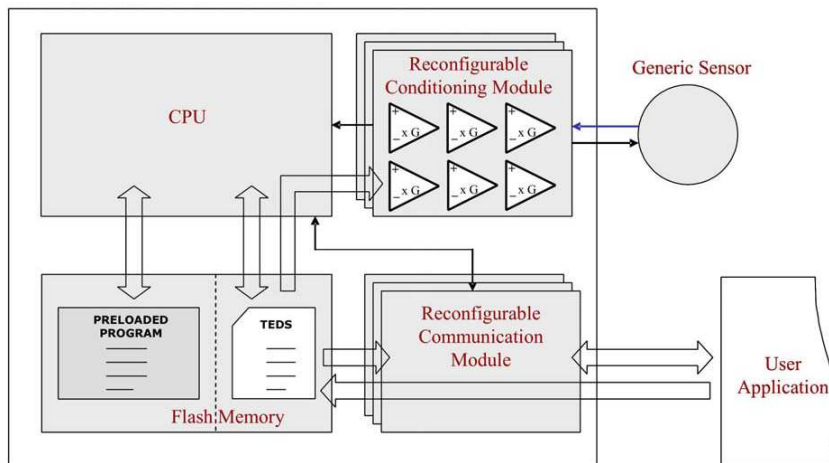 CPU
Reconfigurable
Conditioning Module
+
- x G
+
- x G
+
- x G
+
- x G
+
- x G
+
- x G
Generic Sensor
PRELOADED
PROGRAM
TEDS
Flash Memory
Reconfigurable
Communication
Module
User
Application